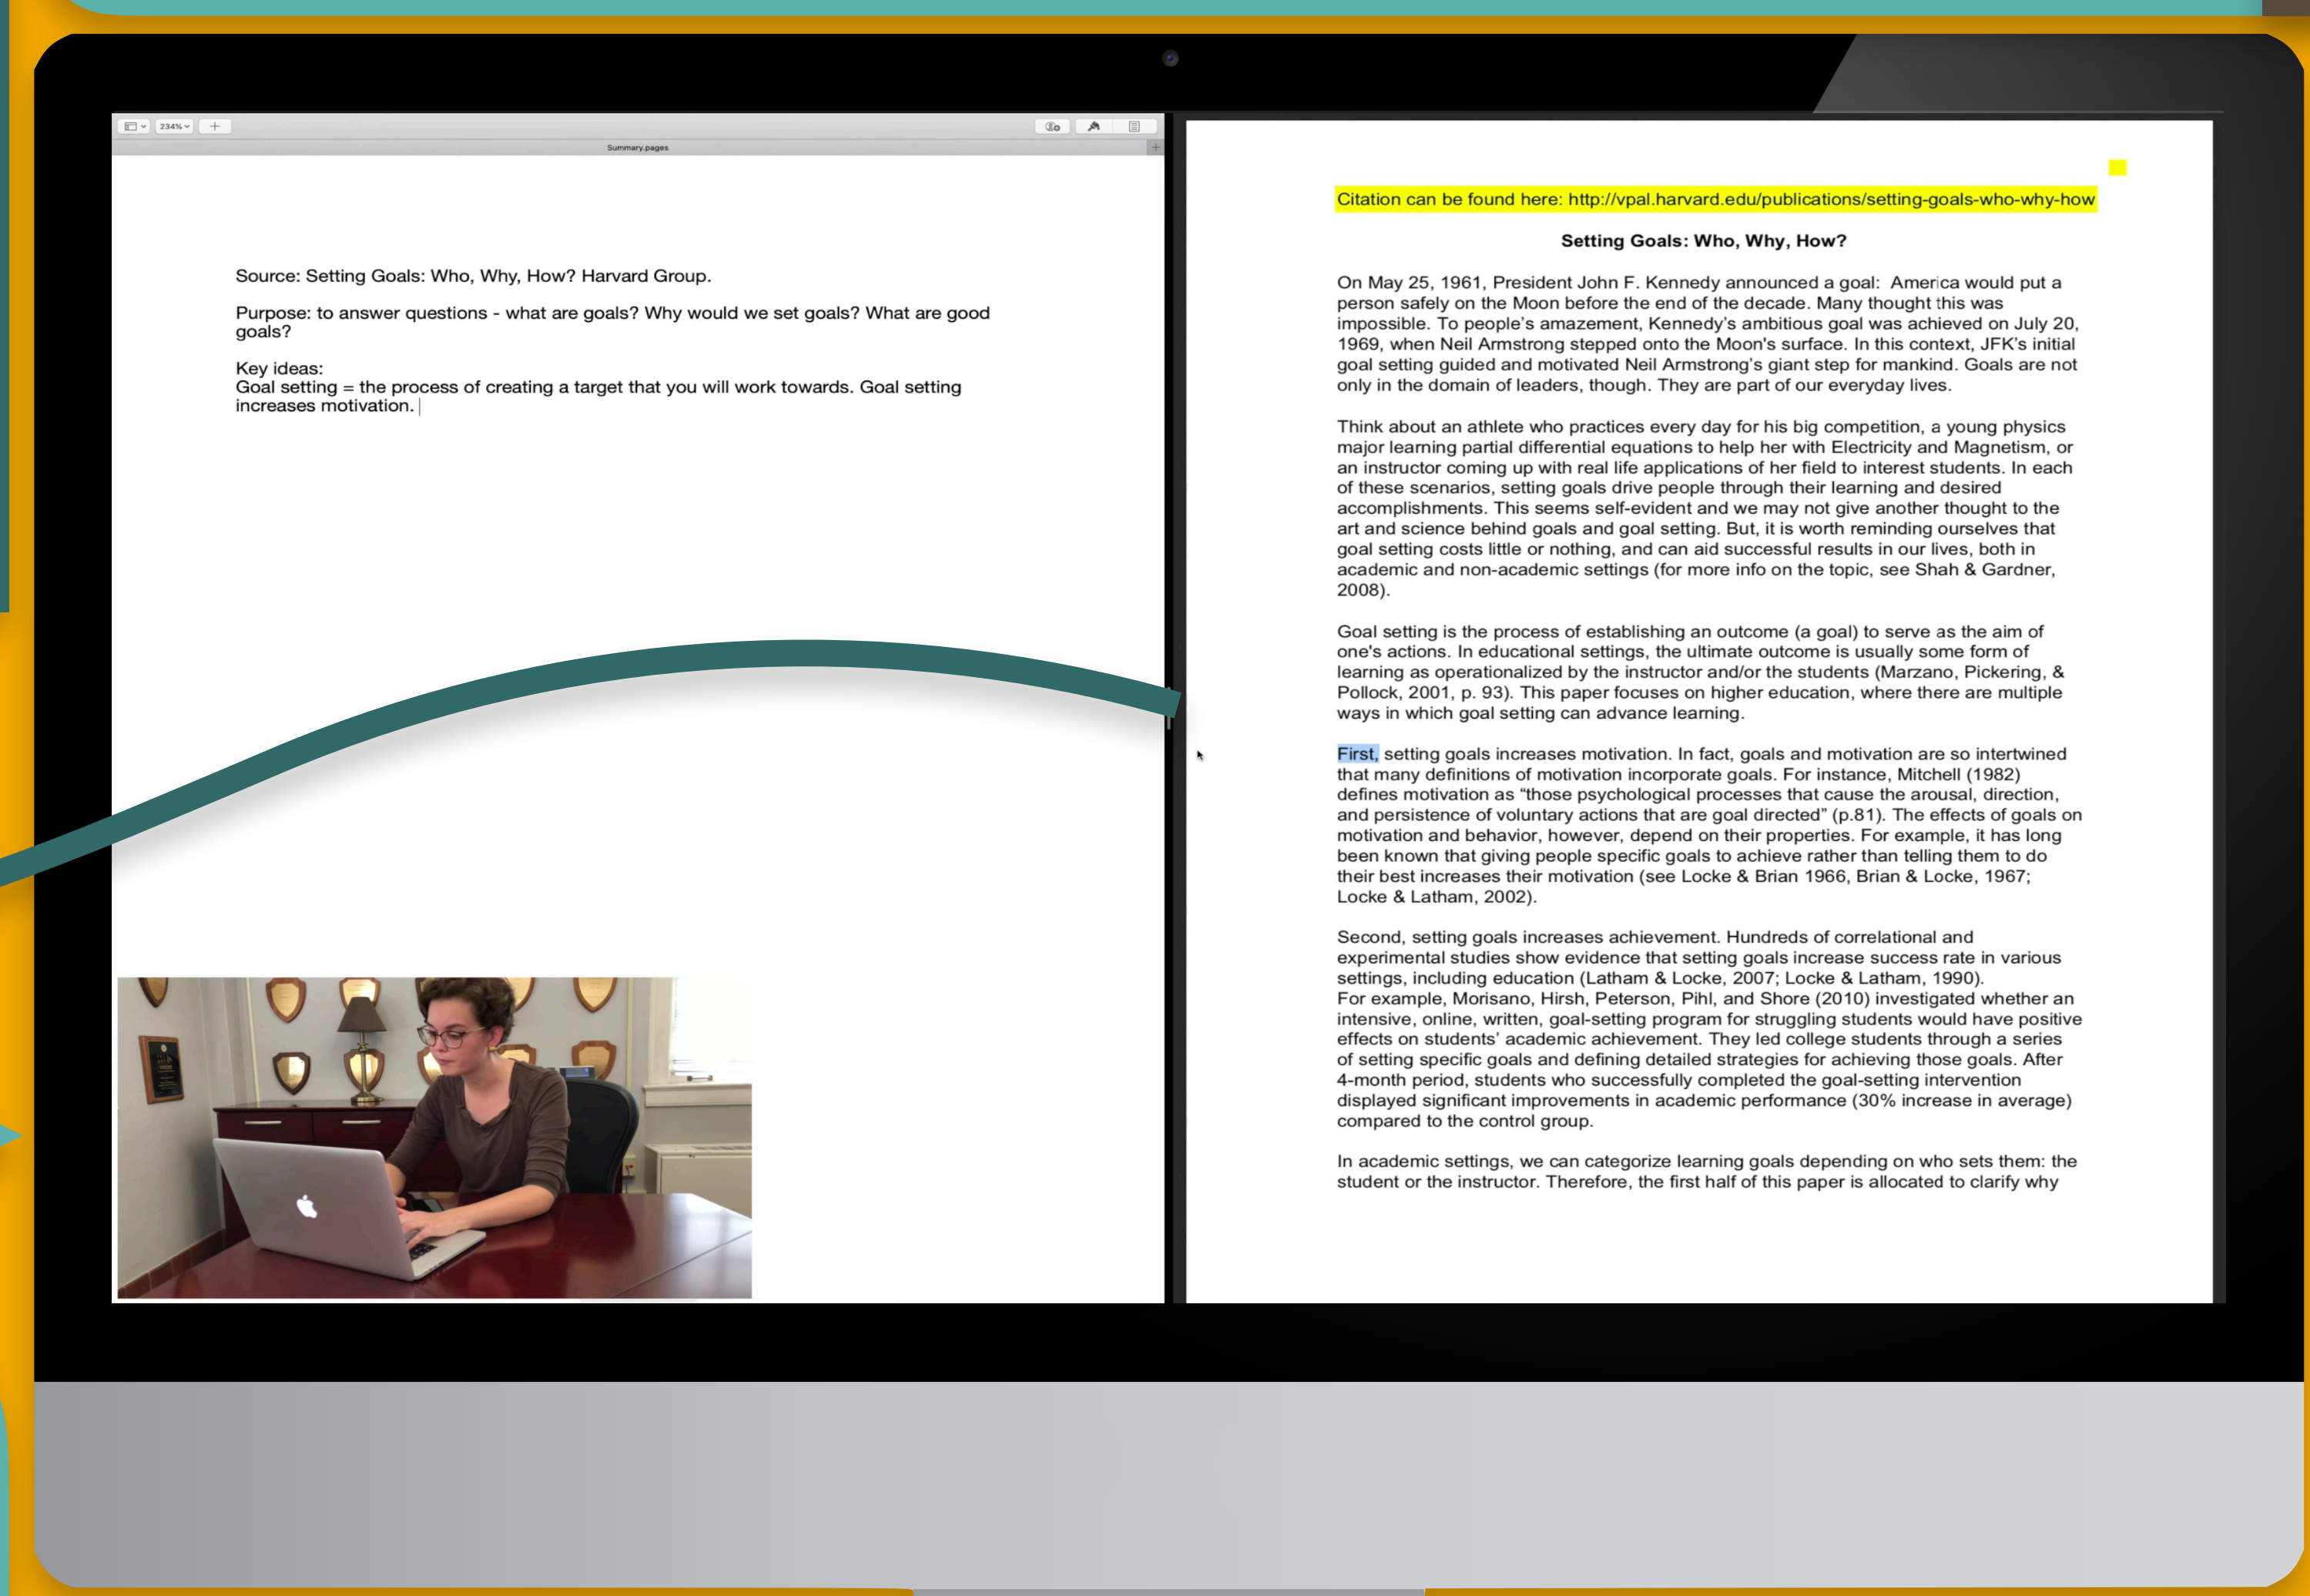 234%
Summary.pages
Source: Setting Goals: Who, Why, How? Harvard Group.
Purpose: to answer questions - what are goals? Why would we set goals? What are good
goals?
Key ideas:
Goal setting = the process of creating a target that you will work towards. Goal setting
increases motivation.
Citation can be found here: http://vpal.harvard.edu/publications/setting-goals-who-why-how
Setting Goals: Who, Why, How?
On May 25, 1961, President John F. Kennedy announced a goal:  America would put a
person safely on the Moon before the end of the decade. Many thought this was
impossible. To people's amazement, Kennedy's ambitious goal was achieved on July 20,
1969, when Neil Armstrong stepped onto the Moon's surface. In this context, JFK's initial
goal setting guided and motivated Neil Armstrong's giant step for mankind. Goals are not
only in the domain of leaders, though. They are part of our everyday lives.
Think about an athlete who practices every day for his big competition, a young physics
major learning partial differential equations to help her with Electricity and Magnetism, or
an instructor coming up with real life applications of her field to interest students. In each
of these scenarios, setting goals drive people through their learning and desired
accomplishments. This seems self-evident and we may not give another thought to the
art and science behind goals and goal setting. But, it is worth reminding ourselves that
goal setting costs little or nothing, and can aid successful results in our lives, both in
academic and non-academic settings (for more info on the topic, see Shah & Gardner,
2008).
Goal setting is the process of establishing an outcome (a goal) to serve as the aim of
one's actions. In educational settings, the ultimate outcome is usually some form of
learning as operationalized by the instructor and/or the students (Marzano, Pickering, &
Pollock, 2001, p. 93). This paper focuses on higher education, where there are multiple
ways in which goal setting can advance learning.
First, setting goals increases motivation. In fact, goals and motivation are so intertwined
that many definitions of motivation incorporate goals. For instance, Mitchell (1982)
defines motivation as “those psychological processes that cause the arousal, direction,
and persistence of voluntary actions that are goal directed” (p.81). The effects of goals on
motivation and behavior, however, depend on their properties. For example, it has long
been known that giving people specific goals to achieve rather than telling them to do
their best increases their motivation (see Locke & Brian 1966, Brian & Locke, 1967;
Locke & Latham, 2002).
Second, setting goals increases achievement. Hundreds of correlational and
experimental studies show evidence that setting goals increase success rate in various
settings, including education (Latham & Locke, 2007; Locke & Latham, 1990).
For example, Morisano, Hirsh, Peterson, Pihl, and Shore (2010) investigated whether an
intensive, online, written, goal-setting program for struggling students would have positive
effects on students' academic achievement. They led college students through a series
of setting specific goals and defining detailed strategies for achieving those goals. After
4-month period, students who successfully completed the goal-setting intervention
displayed significant improvements in academic performance (30% increase in average)
compared to the control group.
In academic settings, we can categorize learning goals depending on who sets them: the
student or the instructor. Therefore, the first half of this paper is allocated to clarify why